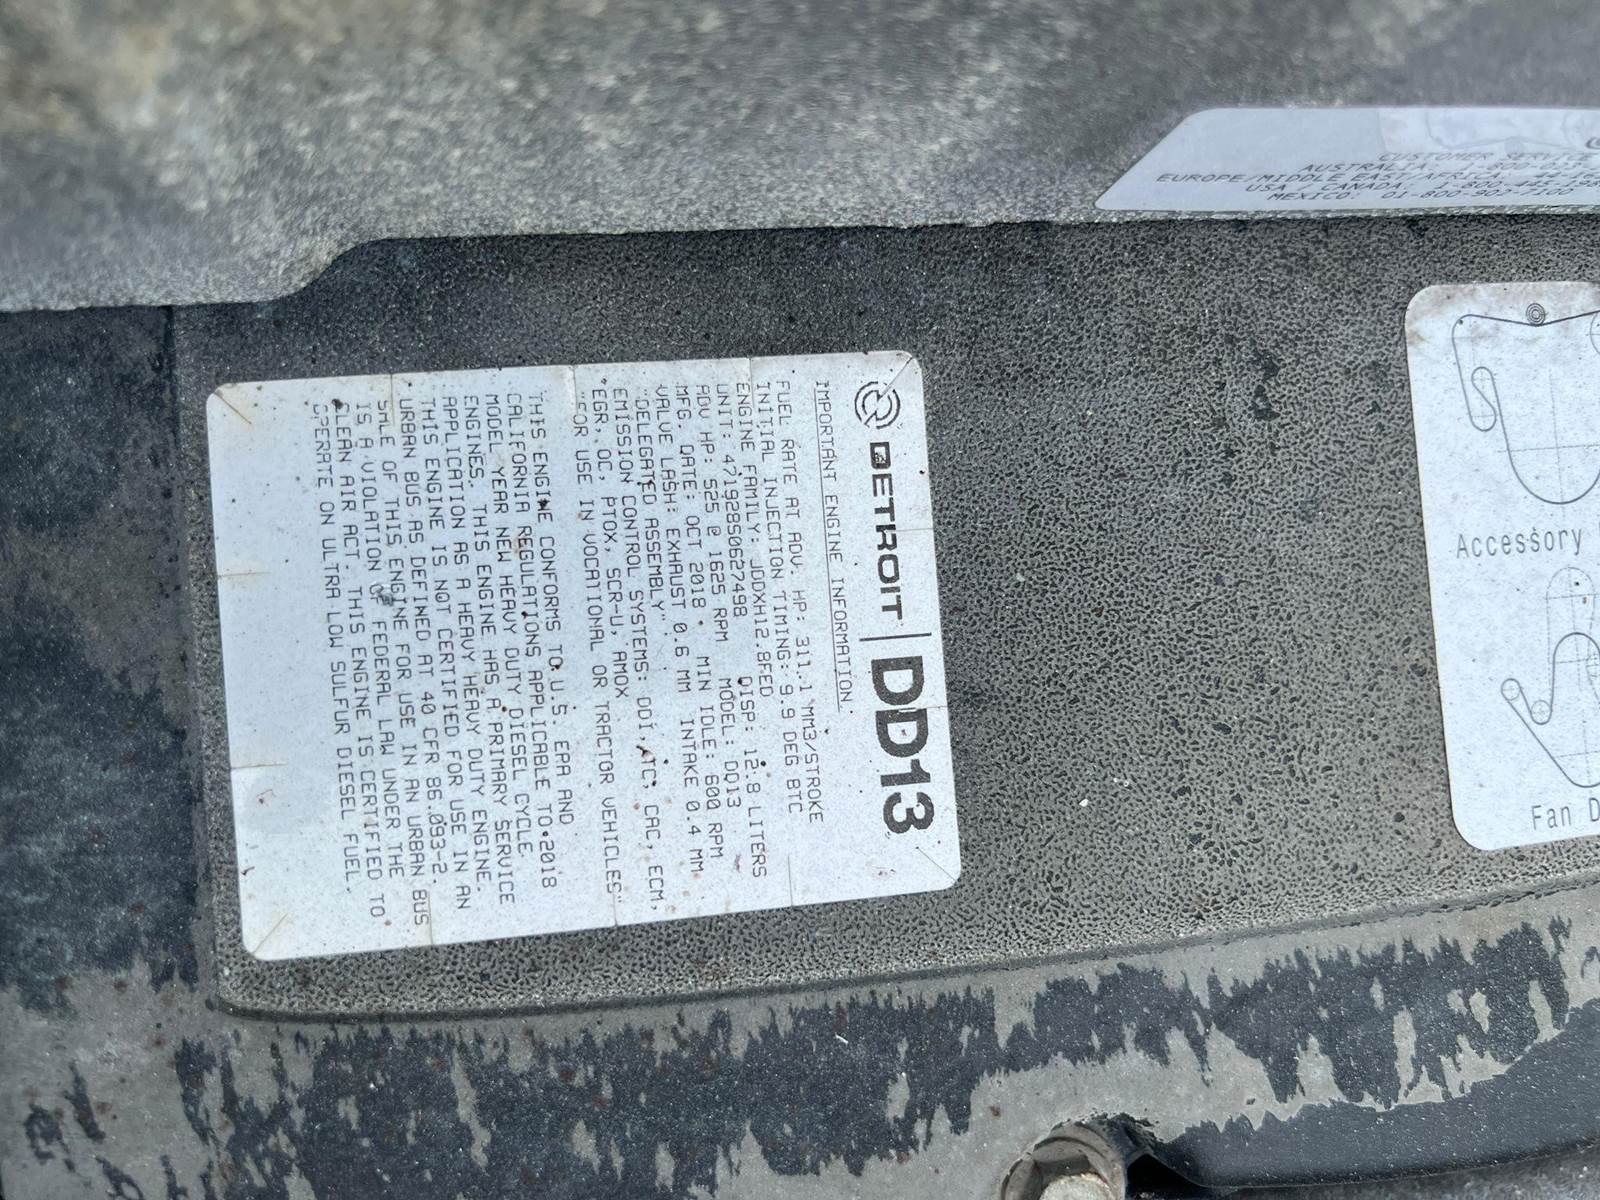 DETROIT | DD13
IMPORTANT ENGINE INFORMATION.
FUEL RATE AT ADV. HP: 311.1 MM3/STROKE
INITIAL INJECTION TIMING: 9.9 DEG BTC
ENGINE FAMILY: JDDXH12.8FED DISP: 12.8 LITERS
UNIT: 471928S0627498 MODEL: DD13
ADV HP: 525 @ 1625 RPM
MFG. DATE: OCT 2018 MIN IDLE: 600 RPM
VALVE LASH: EXHAUST 0.6 MM INTAKE 0.4 MM
"DELEGATED ASSEMBLY"
EMISSION CONTROL SYSTEMS: DDI, TC, CAC, ECM,
EGR, OC, PTOX, SCR-U, AMOX
"FOR USE IN VOCATIONAL OR TRACTOR VEHICLES"
THIS ENGINE CONFORMS TO U.S. EPA AND
CALIFORNIA REGULATIONS APPLICABLE TO 2018
MODEL YEAR NEW HEAVY DUTY DIESEL CYCLE
ENGINES. THIS ENGINE HAS A PRIMARY SERVICE
APPLICATION AS A HEAVY HEAVY DUTY ENGINE.
THIS ENGINE IS NOT CERTIFIED FOR USE IN AN
URBAN BUS AS DEFINED AT 40 CFR 86.093-2.
SALE OF THIS ENGINE FOR USE IN AN URBAN BUS
IS A VIOLATION OF FEDERAL LAW UNDER THE
CLEAN AIR ACT. THIS ENGINE IS CERTIFIED TO
OPERATE ON ULTRA LOW SULFUR DIESEL FUEL.
CUSTOMER SERVICE
AUSTRALIA
EUROPE/MIDDLE EAST/AFRICA
USA / CANADA:
MEXICO: 01-800-907-1100
Accessory
Fan D